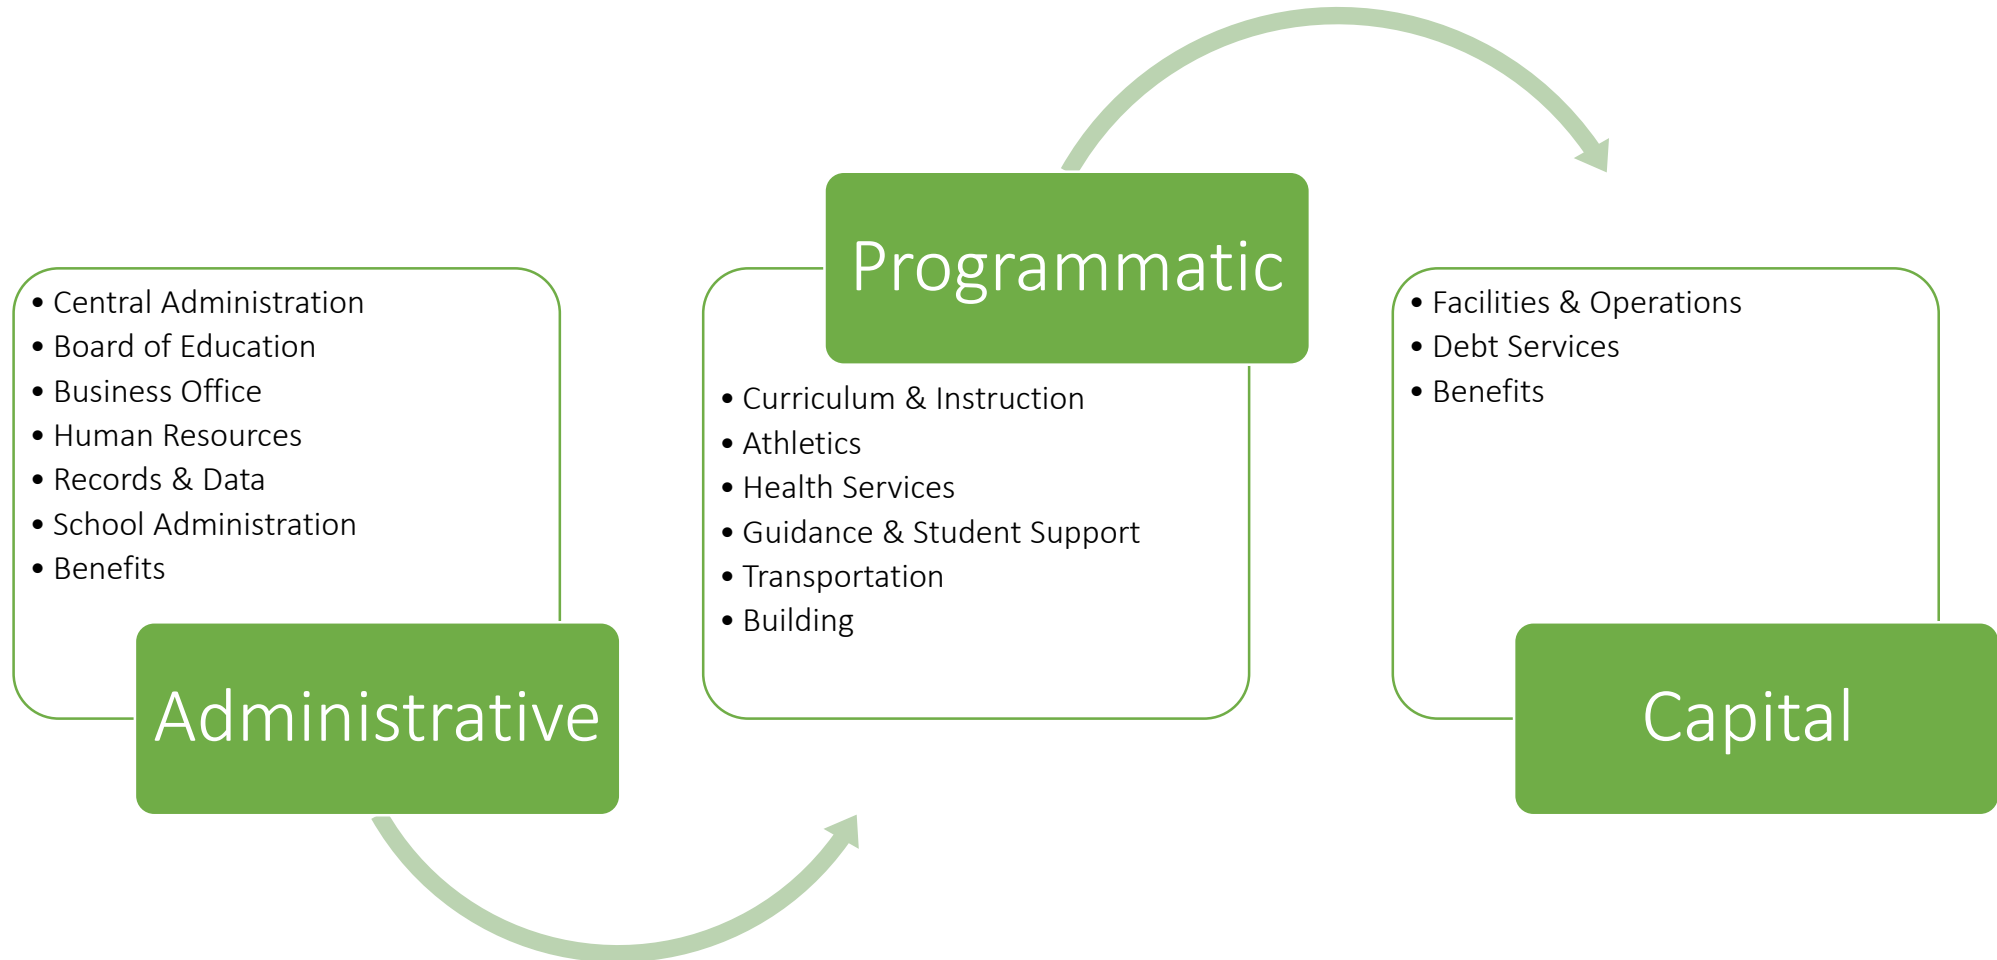 • Central Administration
• Board of Education
• Business Office
• Human Resources
• Records & Data
• School Administration
• Benefits
Administrative
Programmatic
• Curriculum & Instruction
• Athletics
• Health Services
• Guidance & Student Support
• Transportation
• Building
• Facilities & Operations
• Debt Services
• Benefits
Capital